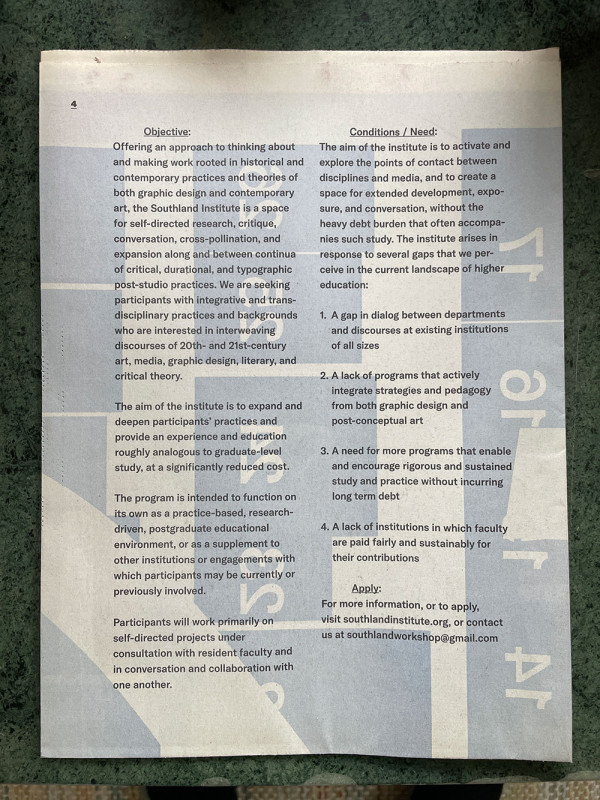 4
Objective:
Offering an approach to thinking about
and making work rooted in historical and
contemporary practices and theories of
both graphic design and contemporary
art, the Southland Institute is a space
for self-directed research, critique,
conversation, cross-pollination, and
expansion along and between continua
of critical, durational, and typographic
post-studio practices. We are seeking
participants with integrative and trans-
disciplinary practices and backgrounds
who are interested in interweaving
discourses of 20th- and 21st-century
art, media, graphic design, literary, and
critical theory.
The aim of the institute is to expand and
deepen participants' practices and
provide an experience and education
roughly analogous to graduate-level
study, at a significantly reduced cost.
The program is intended to function on
its own as a practice-based, research-
driven, postgraduate educational
environment, or as a supplement to
other institutions or engagements with
which participants may be currently or
previously involved.
Participants will work primarily on
self-directed projects under
consultation with resident faculty and
in conversation and collaboration with
one another.
Conditions / Need:
The aim of the institute is to activate and
explore the points of contact between
disciplines and media, and to create a
space for extended development, expo-
sure, and conversation, without the
heavy debt burden that often accompa-
nies such study. The institute arises in
response to several gaps that we per-
ceive in the current landscape of higher
education:
1. A gap in dialog between departments
and discourses at existing institutions
of all sizes
2. A lack of programs that actively
integrate strategies and pedagogy
from both graphic design and
post-conceptual art
3. A need for more programs that enable
and encourage rigorous and sustained
study and practice without incurring
long term debt
4. A lack of institutions in which faculty
are paid fairly and sustainably for
their contributions
Apply:
For more information, or to apply,
visit southlandinstitute.org, or contact
us at southlandworkshop@gmail.com